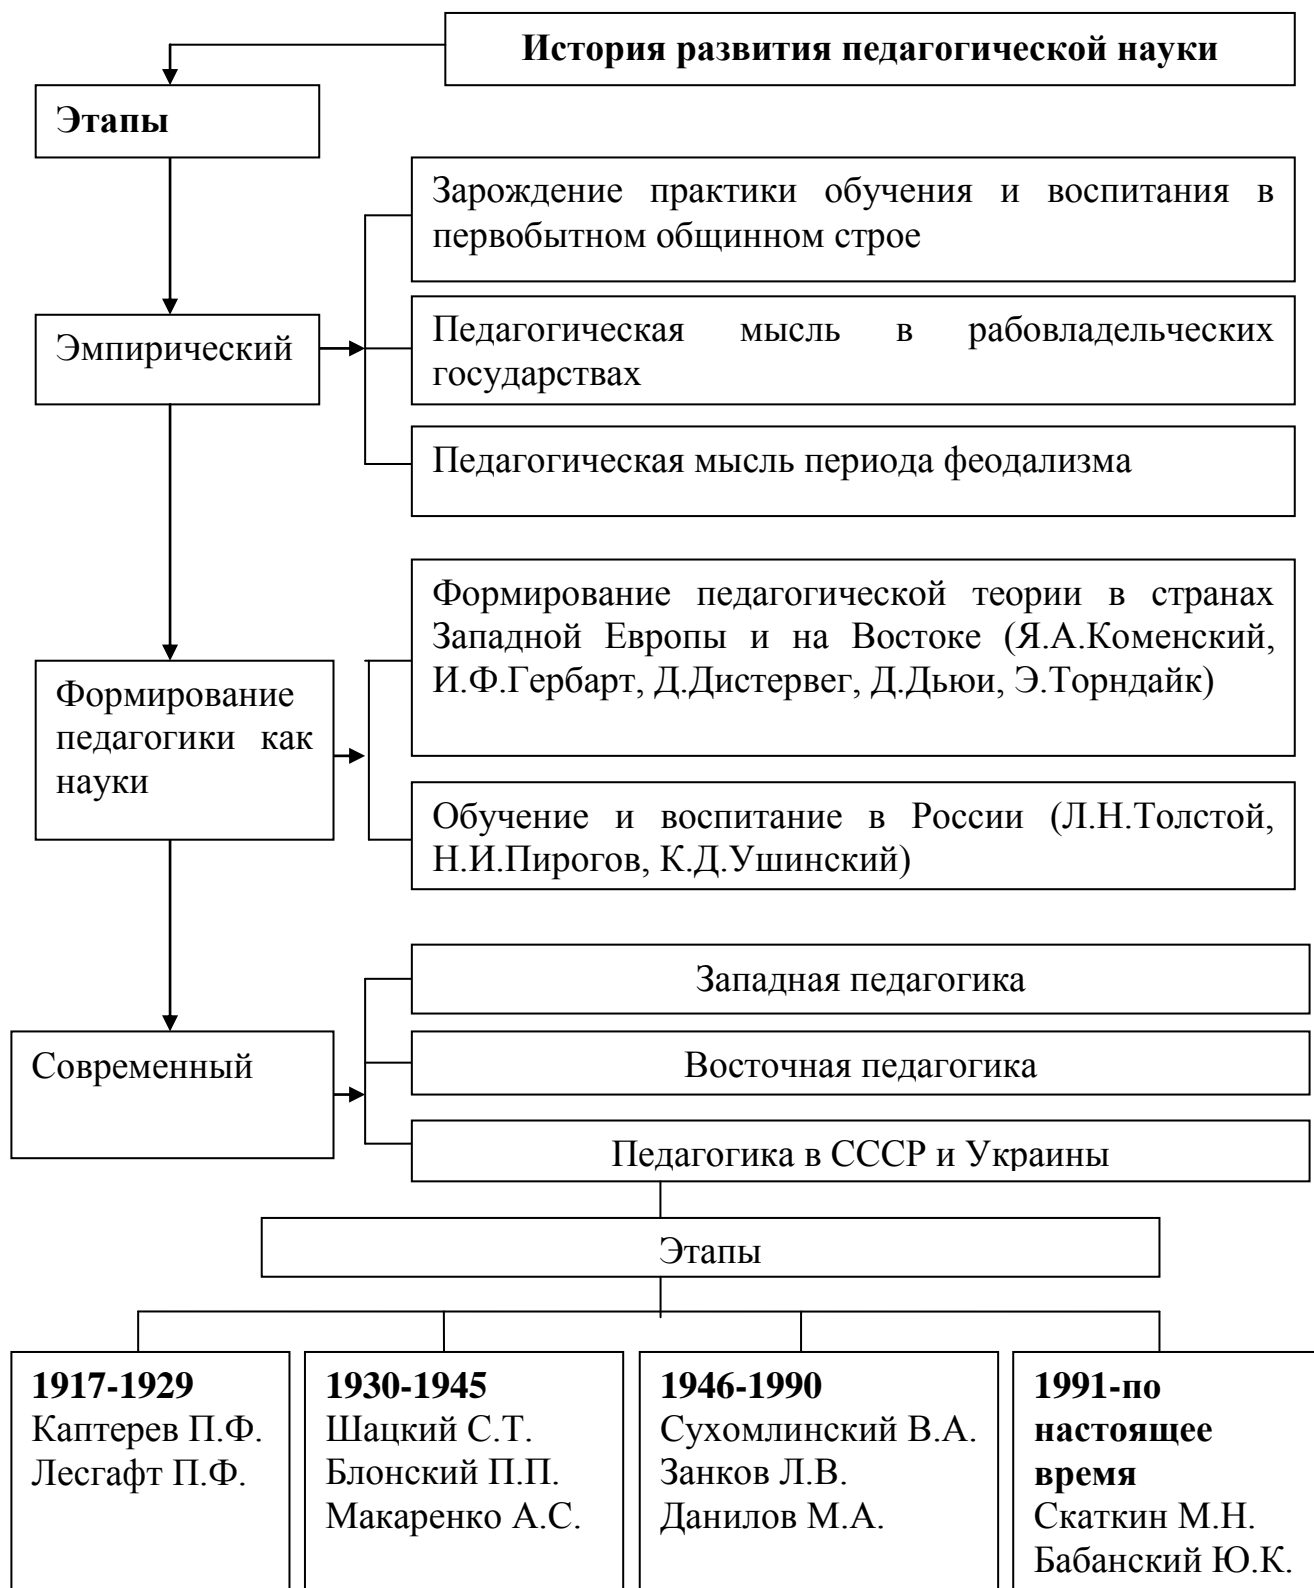 История развития педагогической науки
Этапы
Зарождение практики обучения и воспитания в
первобытном общинном строе
Эмпирический
Педагогическая мысль в рабовладельческих
государствах
Педагогическая мысль периода феодализма
Формирование педагогической теории в странах
Западной Европы и на Востоке (Я.А.Коменский,
И.Ф.Гербарт, Д.Дистервег, Д.Дьюи, Э.Торндайк)
Формирование
педагогики как
науки
Обучение и воспитание в России (Л.Н.Толстой,
Н.И.Пирогов, К.Д.Ушинский)
Современный
Западная педагогика
Восточная педагогика
Педагогика в СССР и Украины
Этапы
1917-1929
Каптерев П.Ф.
Лесгафт П.Ф.
1930-1945
Шацкий С.Т.
Блонский П.П.
Макаренко А.С.
1946-1990
Сухомлинский В.А.
Занков Л.В.
Данилов М.А.
1991-по
настоящее
время
Скаткин М.Н.
Бабанский Ю.К.